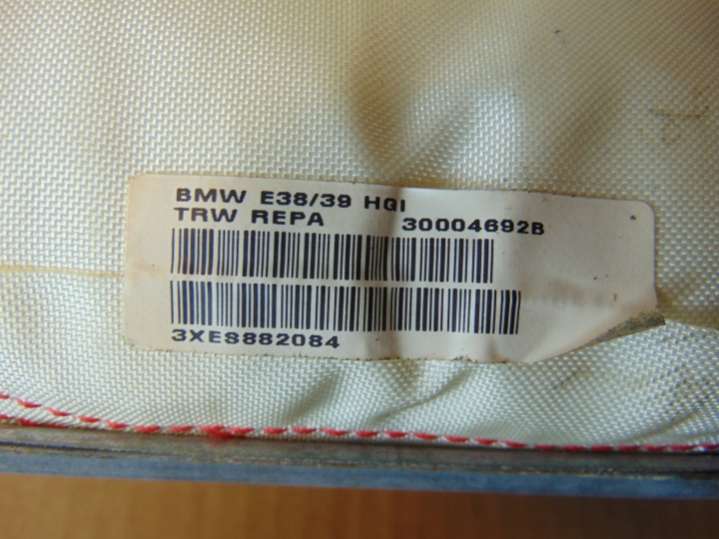 BMW E38/39 HGI
TRW REPA 30004692B
3XES882084